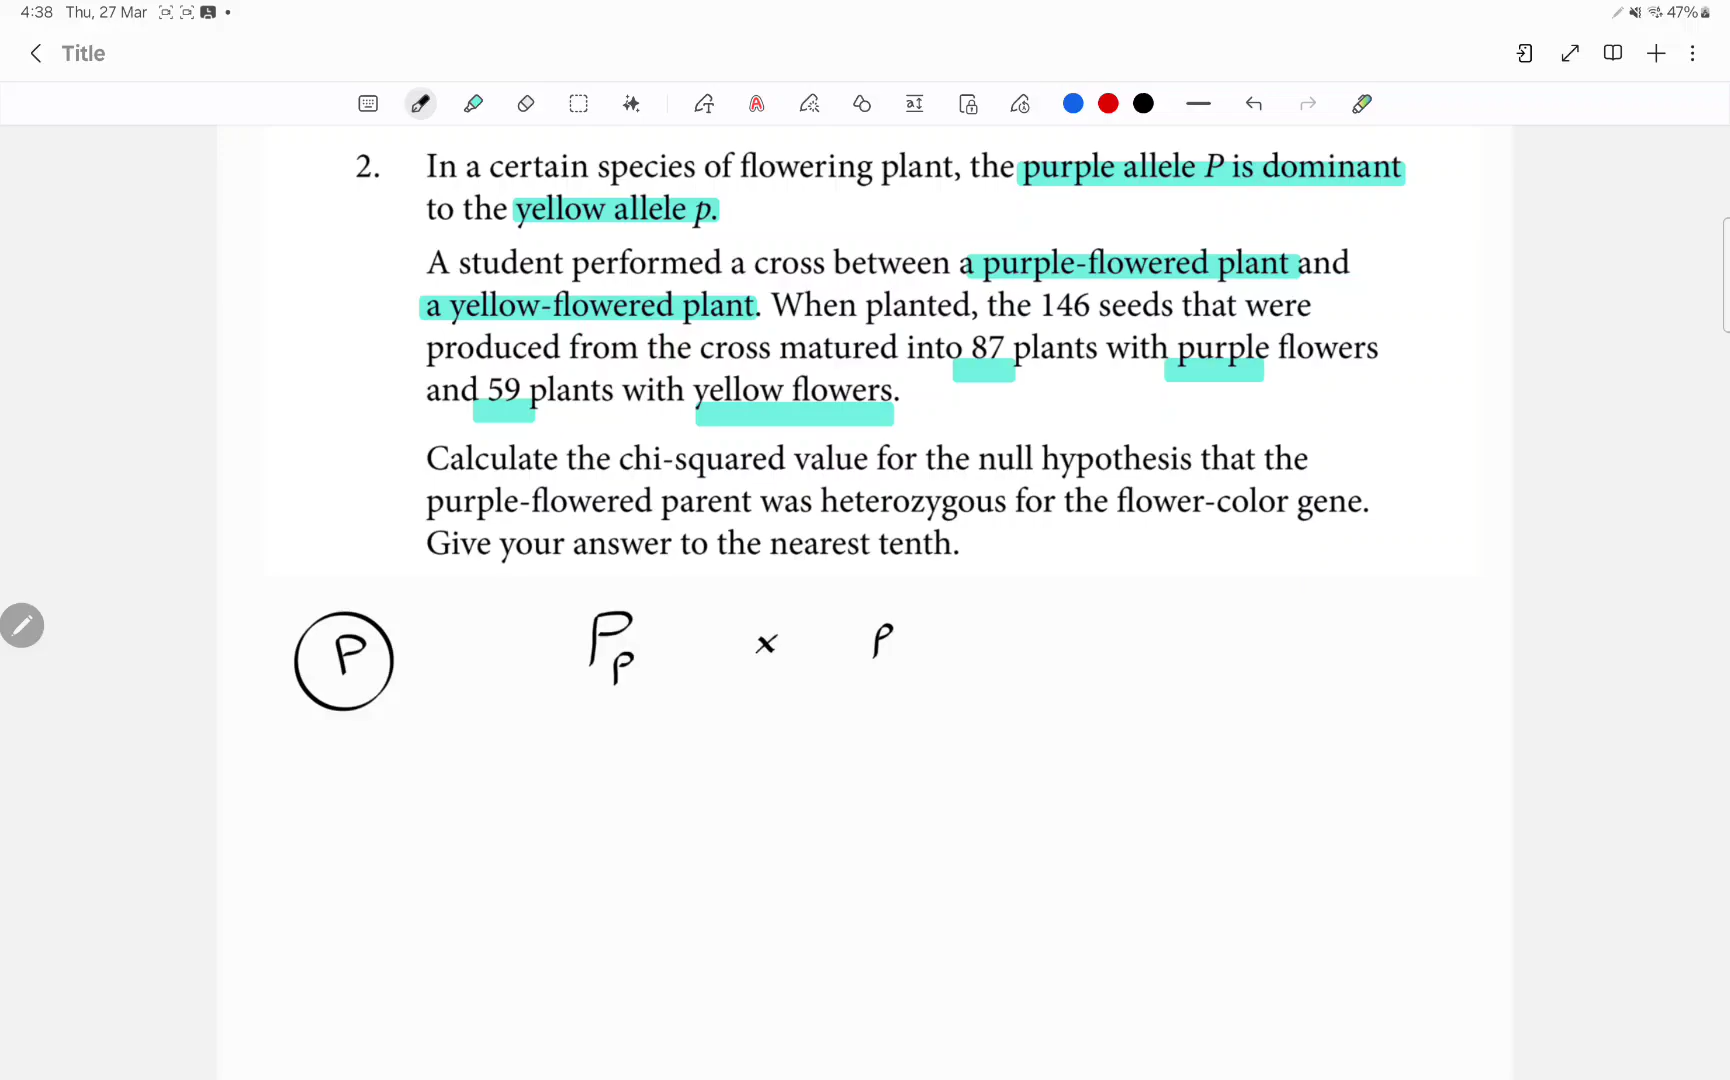 4:38 Thu, 27 Mar
47%
Title
2. In a certain species of flowering plant, the purple allele P is dominant
to the yellow allele p.
A student performed a cross between a purple-flowered plant and
a yellow-flowered plant. When planted, the 146 seeds that were
produced from the cross matured into 87 plants with purple flowers
and 59 plants with yellow flowers.
Calculate the chi-squared value for the null hypothesis that the
purple-flowered parent was heterozygous for the flower-color gene.
Give your answer to the nearest tenth.
P Pp x p